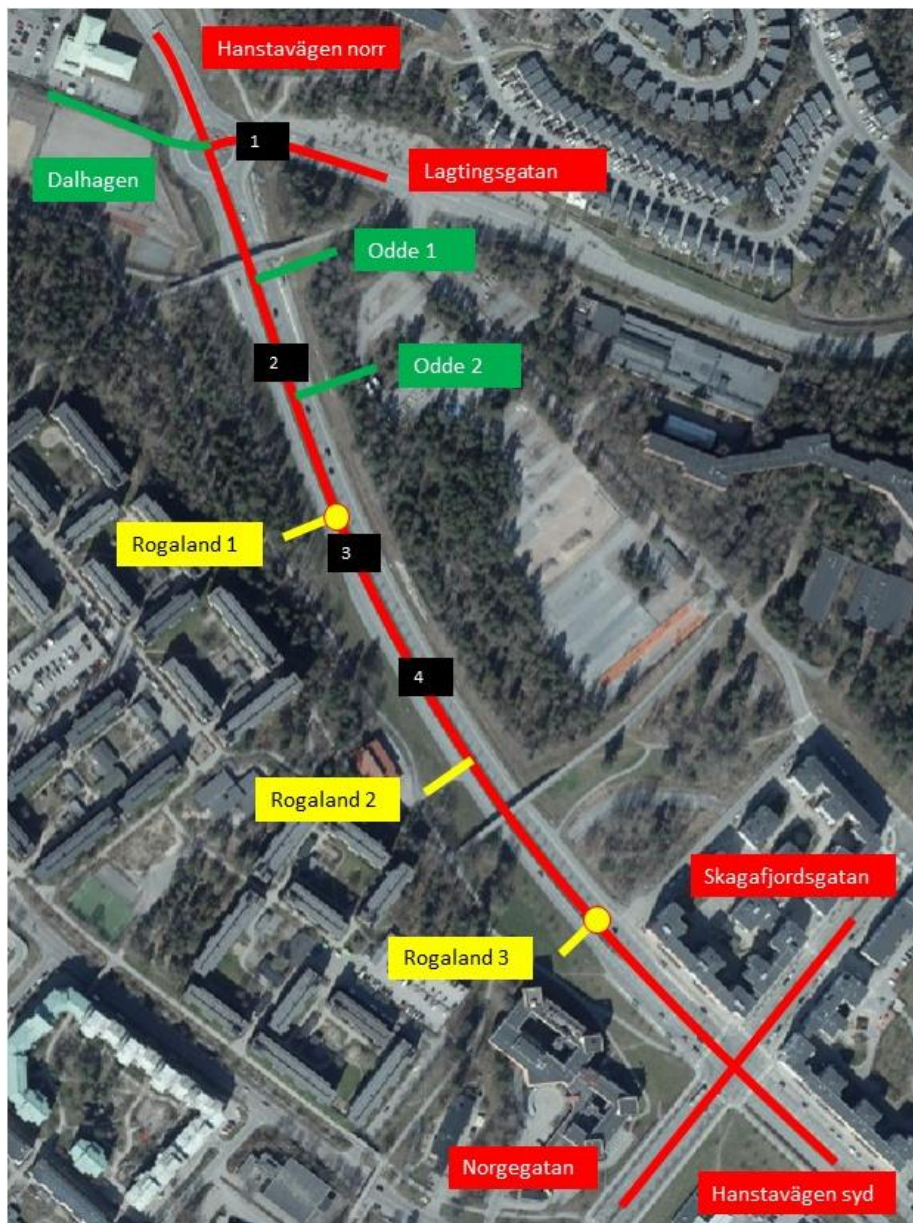 Hanstavägen norr
1
Dalhagen
Lagtingsgatan
Odde 1
2
Odde 2
Rogaland 1
3
4
Rogaland 2
Skagafjordsgatan
Rogaland 3
Norgegatan
Hanstavägen syd